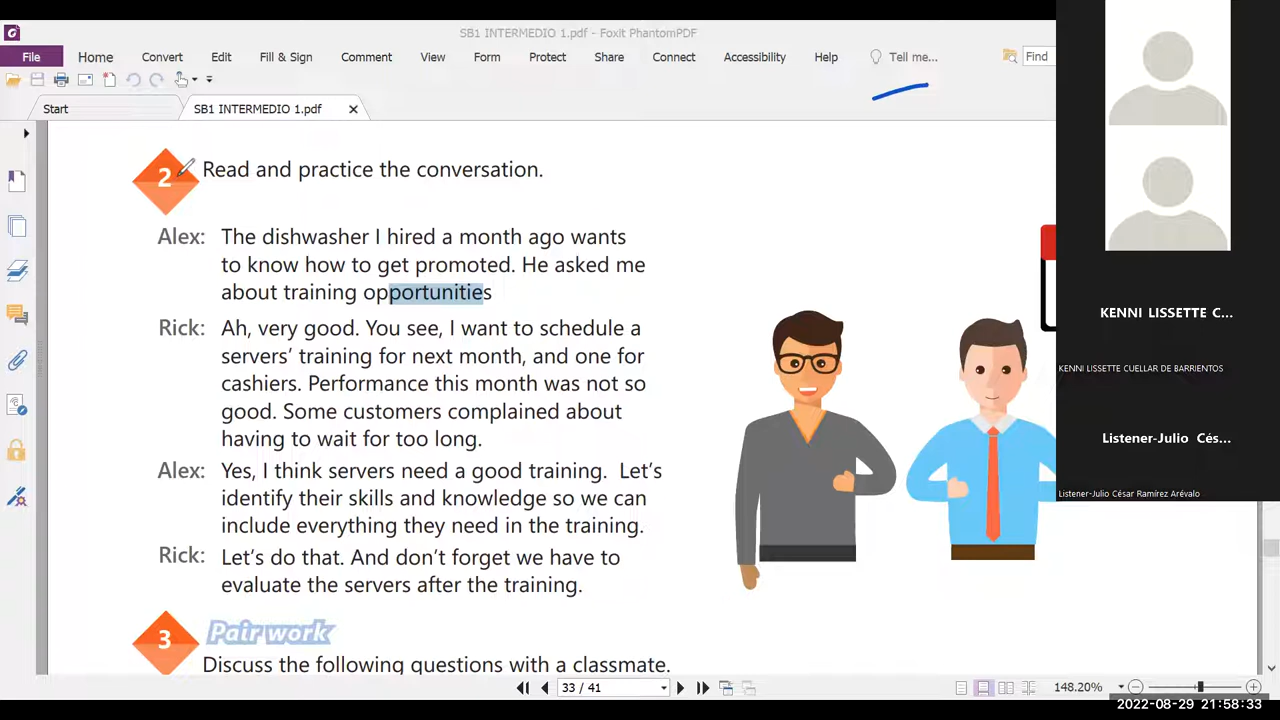 SB1 INTERMEDIO 1.pdf - Foxit PhantomPDF
File Home Convert Edit Fill & Sign Comment View Form Protect Share Connect Accessibility Help Tell me... Find
Start SB1 INTERMEDIO 1.pdf
2 Read and practice the conversation.
Alex: The dishwasher I hired a month ago wants
to know how to get promoted. He asked me
about training opportunities
Rick: Ah, very good. You see, I want to schedule a
servers’ training for next month, and one for
cashiers. Performance this month was not so
good. Some customers complained about
having to wait for too long.
Alex: Yes, I think servers need a good training. Let’s
identify their skills and knowledge so we can
include everything they need in the training.
Rick: Let’s do that. And don’t forget we have to
evaluate the servers after the training.
3 Pair work
Discuss the following questions with a classmate.
33 / 41
148.20%
KENNI LISSETTE C...
KENNI LISSETTE CUELLAR DE BARRIENTOS
Listener-Julio Cés...
Listener-Julio César Ramírez Arévalo
2022-08-29 21:58:33